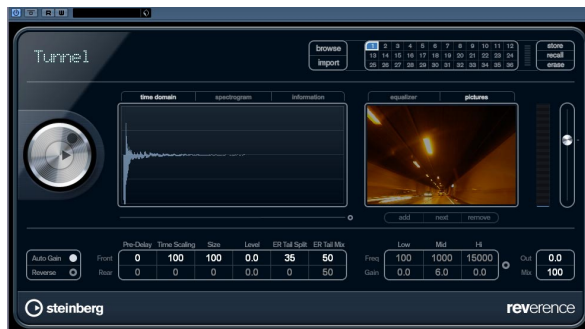 R W
Tunnel
browse
import
1 2 3 4 5 6 7 8 9 10 11 12
13 14 15 16 17 18 19 20 21 22 23 24
25 26 27 28 29 30 31 32 33 34 35 36
store
recall
erase
time domain spectrogram information
equalizer pictures
add next remove
Pre-Delay Time Scaling Size Level ER Tail Split ER Tail Mix
Low Mid Hi
Auto Gain
Front 0 100 100 0.0 35 50
Freq 100 1000 15000
Out 0.0
Reverse
Rear 0 0 0 0.0 0 50
Gain 0.0 6.0 0.0
Mix 100
steinberg
reverence